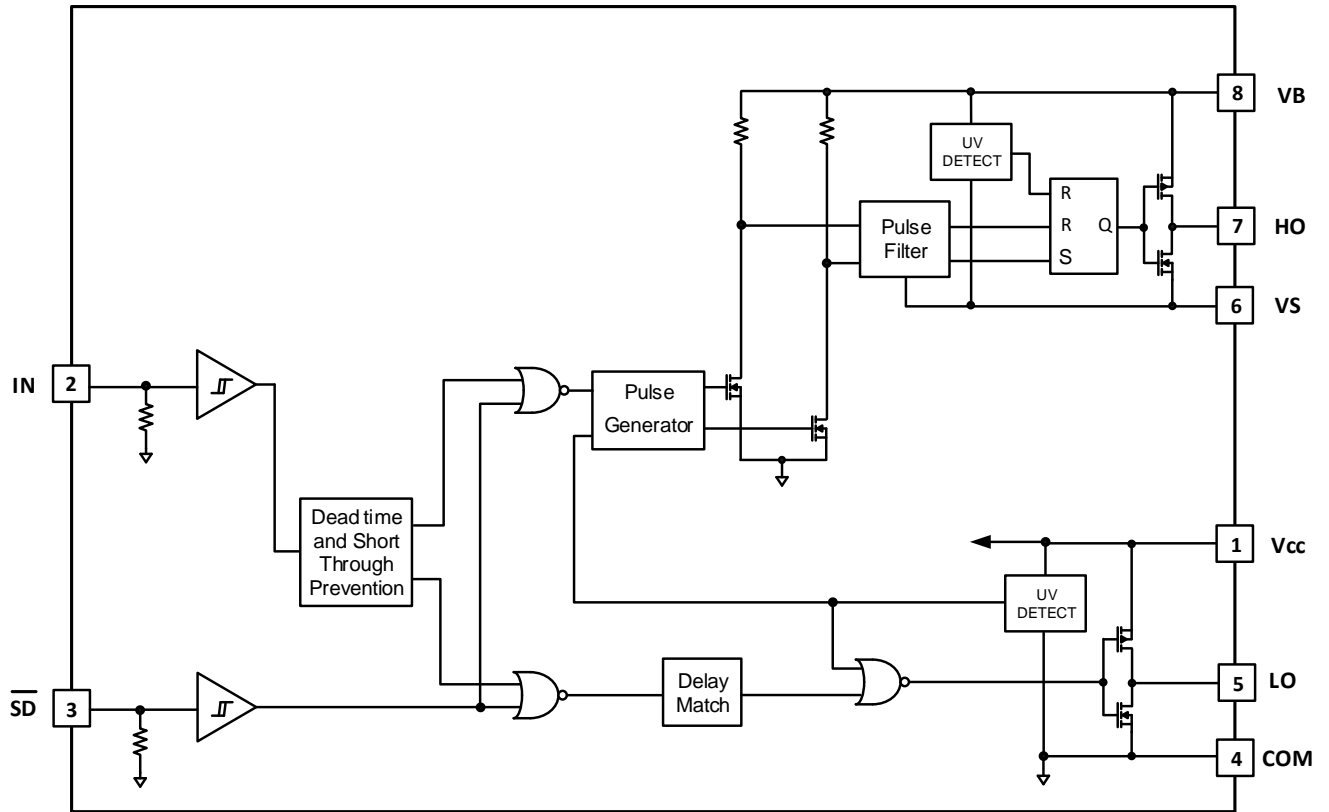 8 VB
UV
DETECT
R
R Q
S
Pulse
Filter
7 HO
6 VS
IN 2
Pulse
Generator
Dead time
and Short
Through
Prevention
1 Vcc
UV
DETECT
SD 3
Delay
Match
5 LO
4 COM